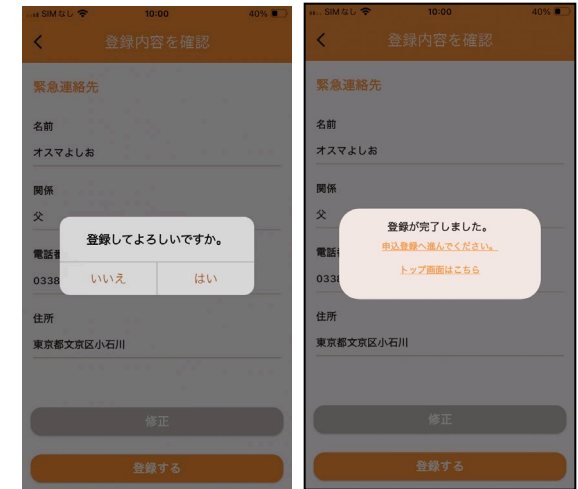 SIMなし 10:00 40%
登録内容を確認
緊急連絡先
名前
オスマよしお
関係
父
登録してよろしいですか。
電話番
0338
いいえ はい
住所
東京都文京区小石川
修正
登録する
SIMなし 10:00 40%
登録内容を確認
緊急連絡先
名前
オスマよしお
関係
父
登録が完了しました。
申込登録へ進んでください。
電話
トップ画面はこちら
0338
住所
東京都文京区小石川
修正
登録する